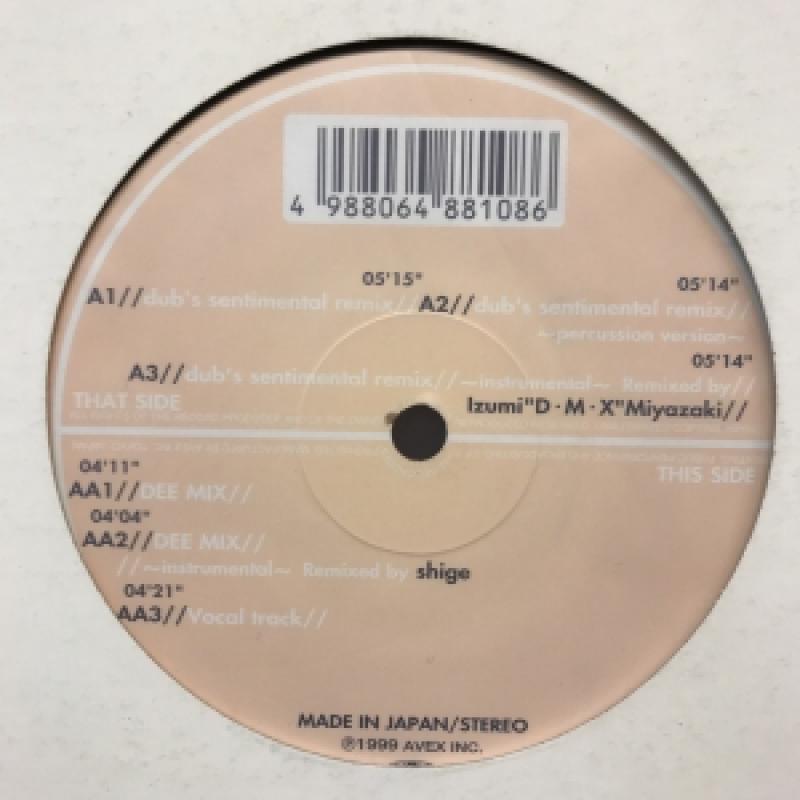 4 988064 881086
05'15" 05'14"
A1//dub's sentimental remix//A2//dub's sentimental remix//
~percussion version~
05'14"
A3//dub's sentimental remix//~instrumental~ Remixed by//
THAT SIDE Izumi"D·M·X"Miyazaki//
THIS SIDE
04'11"
AA1//DEE MIX//
04'04"
AA2//DEE MIX//
//~instrumental~ Remixed by shige
04'21"
AA3//Vocal track//
MADE IN JAPAN/STEREO
℗1999 AVEX INC.